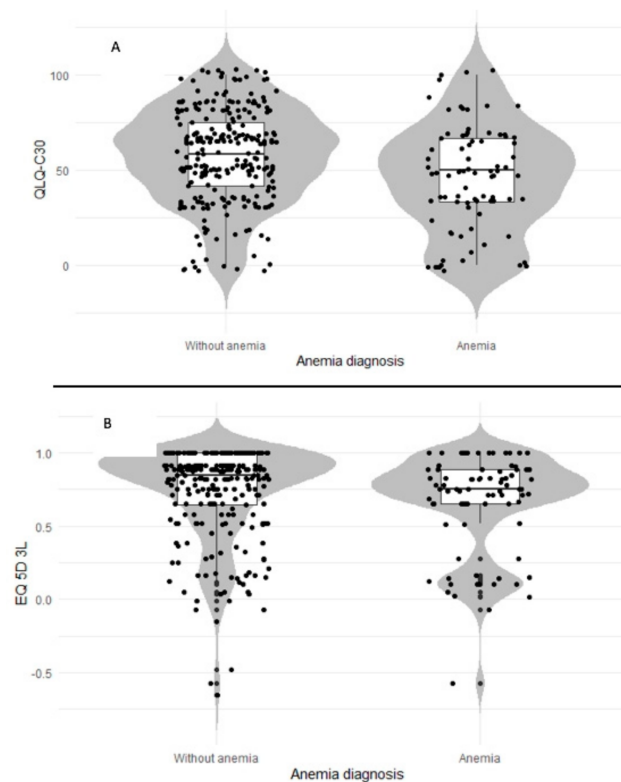 A
100
50
0
QLQ-C30
Without anemia Anemia
Anemia diagnosis
B
1.0
0.5
0.0
-0.5
EQ 5D 3L
Without anemia Anemia
Anemia diagnosis